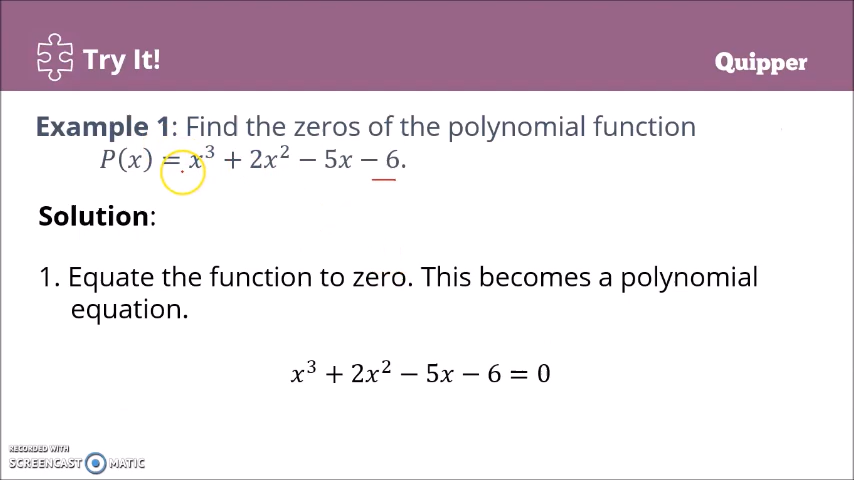 Try It!
Quipper
Example 1: Find the zeros of the polynomial function
P(x) = x³ + 2x² − 5x − 6.
Solution:
1. Equate the function to zero. This becomes a polynomial
equation.
x³ + 2x² − 5x − 6 = 0
RECORDED WITH
SCREENCAST MATIC